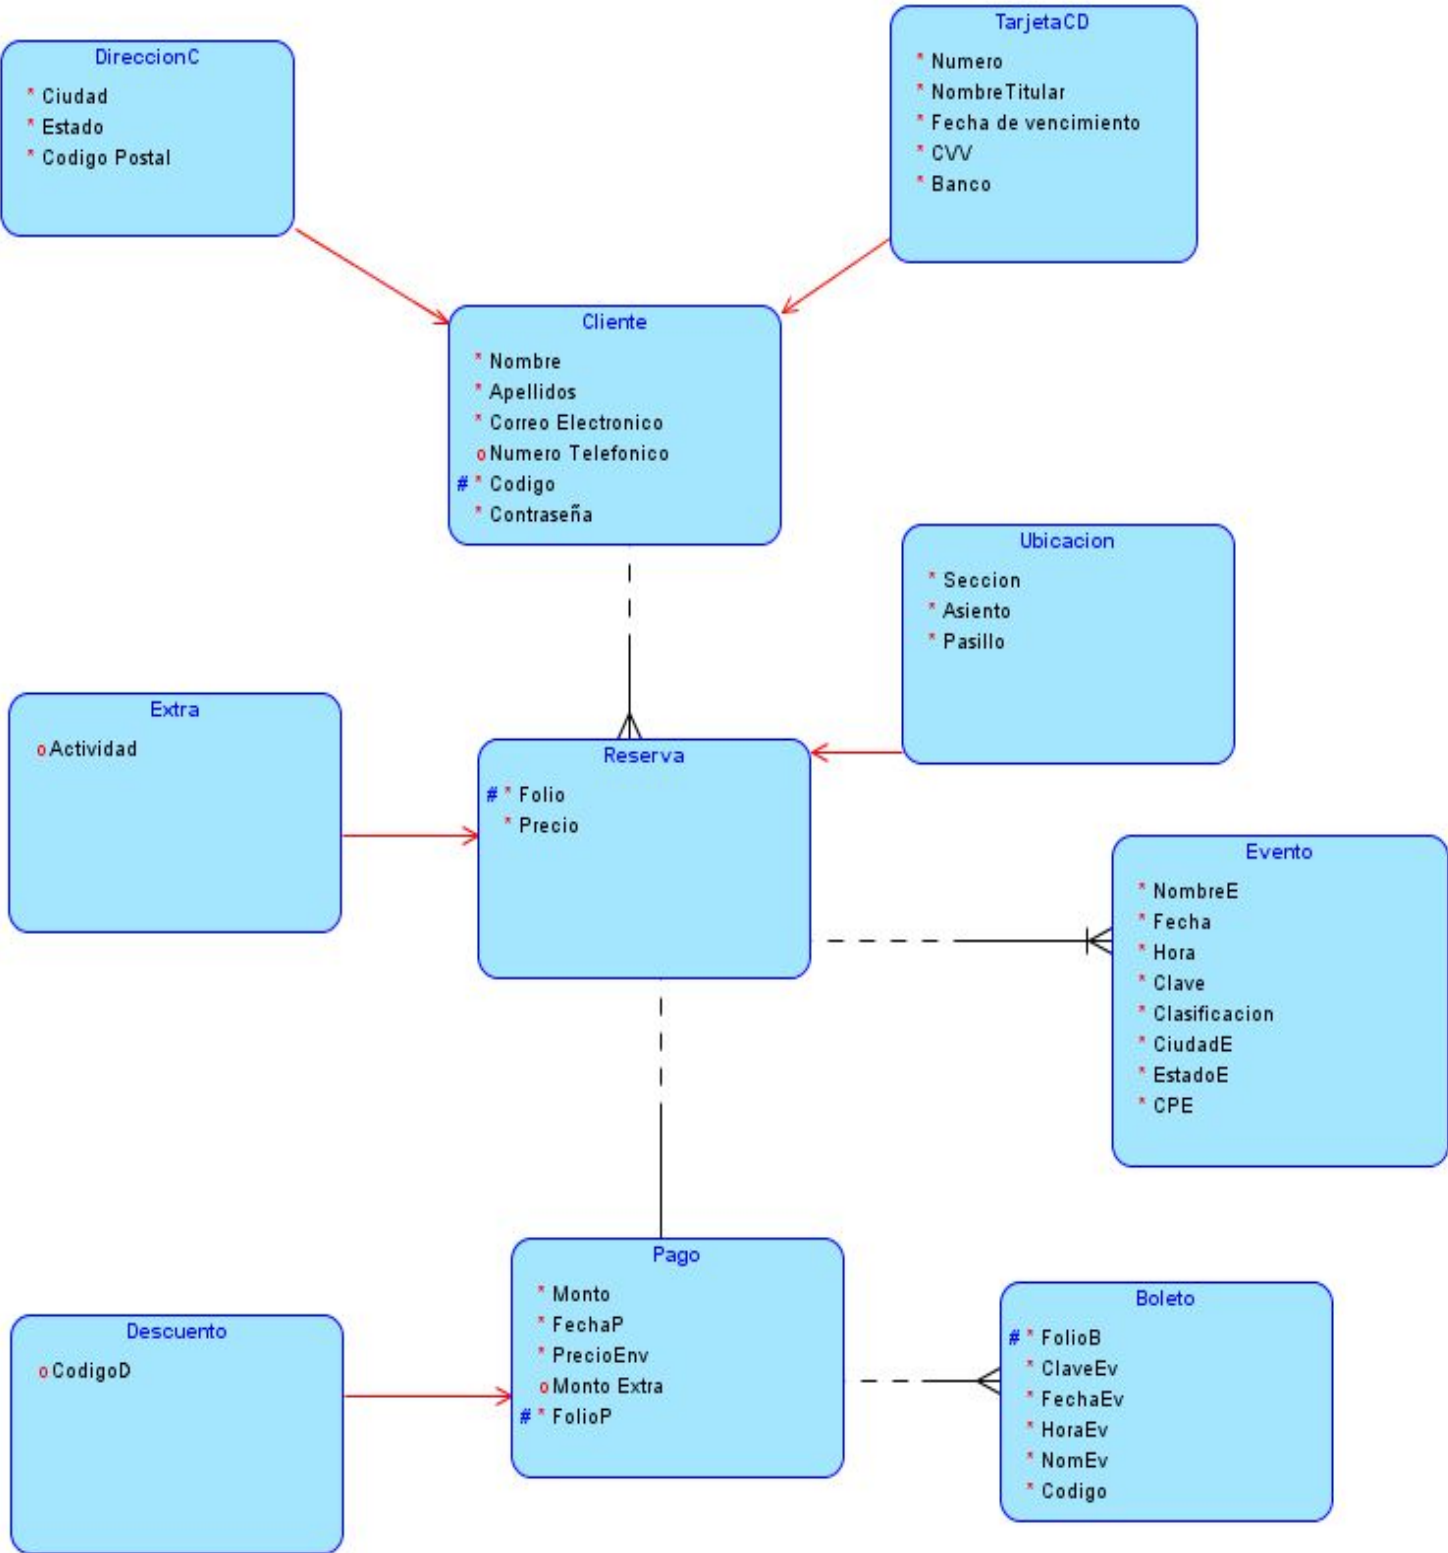 DireccionC
* Ciudad
* Estado
* Codigo Postal
TarjetaCD
* Numero
* NombreTitular
* Fecha de vencimiento
* CVV
* Banco
Cliente
* Nombre
* Apellidos
* Correo Electronico
o Numero Telefonico
# * Codigo
* Contraseña
Ubicacion
* Seccion
* Asiento
* Pasillo
Extra
o Actividad
Reserva
# * Folio
* Precio
Evento
* NombreE
* Fecha
* Hora
* Clave
* Clasificacion
* CiudadE
* EstadoE
* CPE
Pago
* Monto
* FechaP
* PrecioEnv
o Monto Extra
# * FolioP
Boleto
# * FolioB
* ClaveEv
* FechaEv
* HoraEv
* NomEv
* Codigo
Descuento
o CodigoD